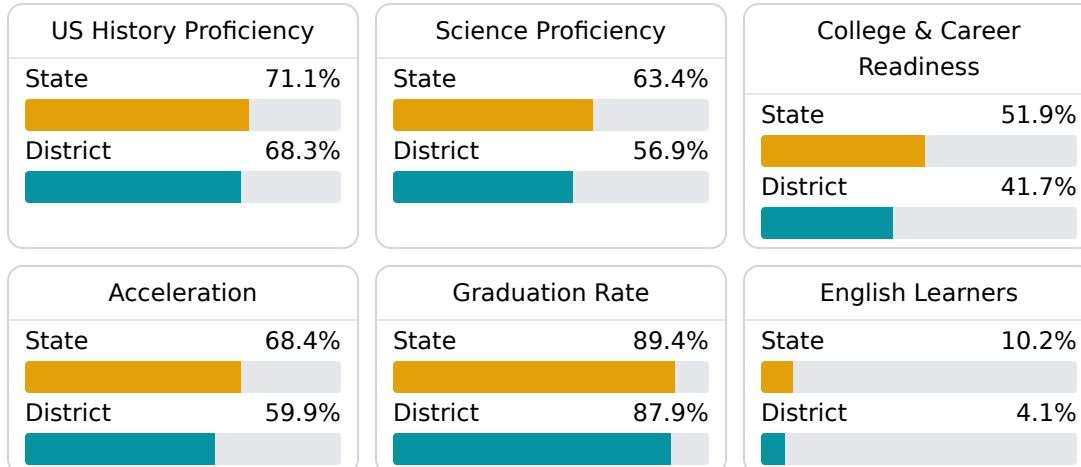 US History Proficiency
State 71.1%
District 68.3%
Science Proficiency
State 63.4%
District 56.9%
College & Career
Readiness
State 51.9%
District 41.7%
Acceleration
State 68.4%
District 59.9%
Graduation Rate
State 89.4%
District 87.9%
English Learners
State 10.2%
District 4.1%